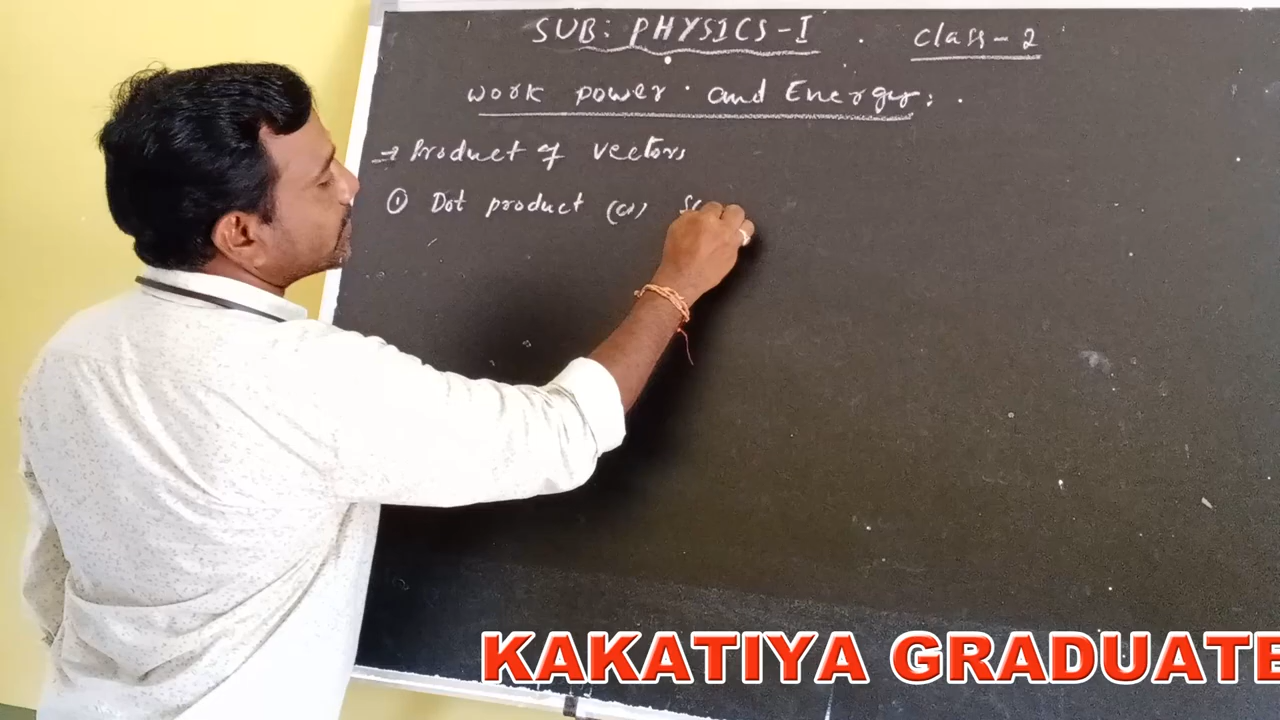 SUB: PHYSICS-I . Class-2
Work power and Energy:
→ Product of vectors
① Dot product (or) Sc
KAKATIYA GRADUATE